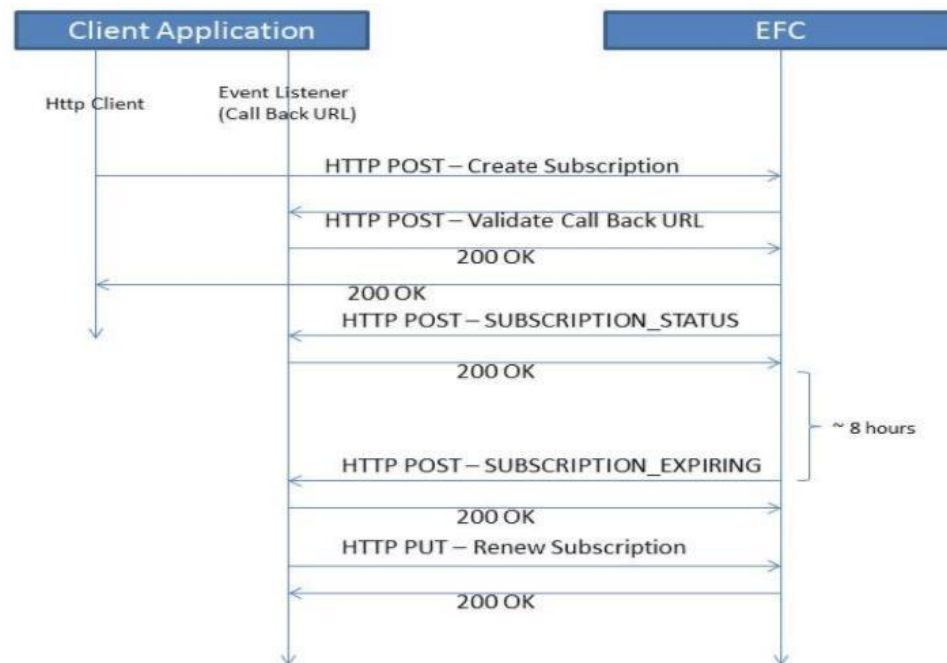 Client Application
EFC
Http Client
Event Listener
(Call Back URL)
HTTP POST – Create Subscription
HTTP POST – Validate Call Back URL
200 OK
200 OK
HTTP POST – SUBSCRIPTION_STATUS
200 OK
~ 8 hours
HTTP POST – SUBSCRIPTION_EXPIRING
200 OK
HTTP PUT – Renew Subscription
200 OK